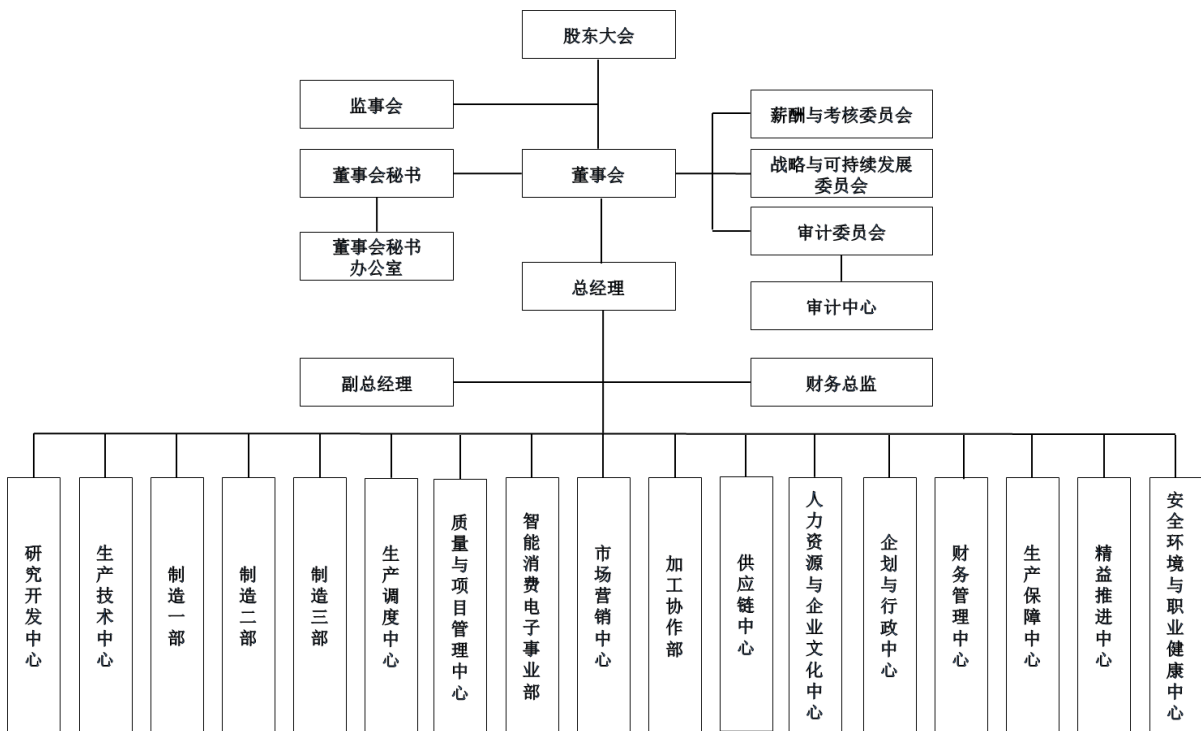 股东大会
监事会
薪酬与考核委员会
董事会秘书
董事会
战略与可持续发展
委员会
董事会秘书
办公室
审计委员会
总经理
审计中心
副总经理
财务总监
研究开发中心
生产技术中心
制造一部
制造二部
制造三部
生产调度中心
质量与项目管理中心
智能消费电子事业部
市场营销中心
加工协作部
供应链中心
人力资源与企业文化中心
企划与行政中心
财务管理中心
生产保障中心
精益推进中心
安全环境与职业健康中心